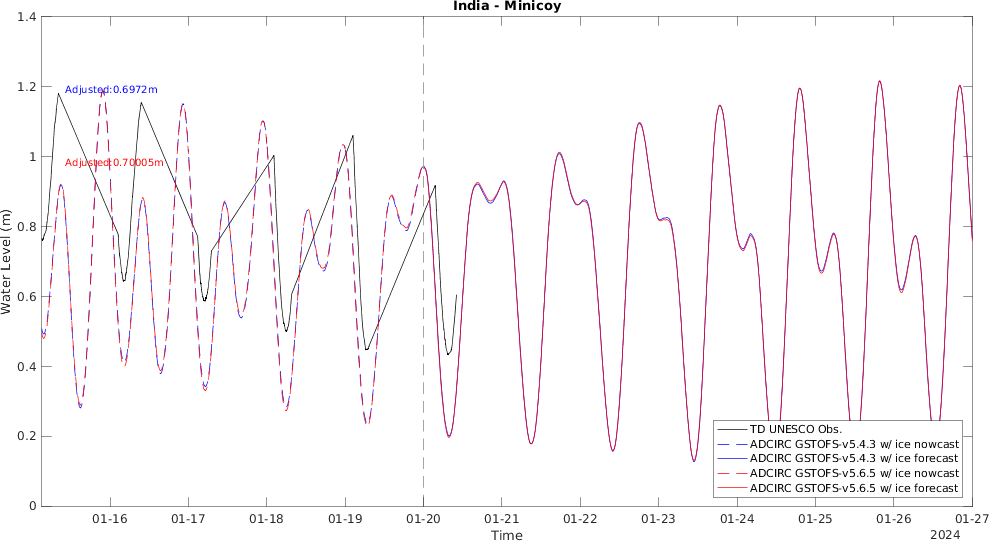 India - Minicoy
1.4
1.2
1
0.8
0.6
0.4
0.2
0
Water Level (m)
Adjusted:0.6972m
Adjusted:0.70005m
TD UNESCO Obs.
ADCIRC GSTOFS-v5.4.3 w/ ice nowcast
ADCIRC GSTOFS-v5.4.3 w/ ice forecast
ADCIRC GSTOFS-v5.6.5 w/ ice nowcast
ADCIRC GSTOFS-v5.6.5 w/ ice forecast
01-16 01-17 01-18 01-19 01-20 01-21 01-22 01-23 01-24 01-25 01-26 01-27
Time
2024